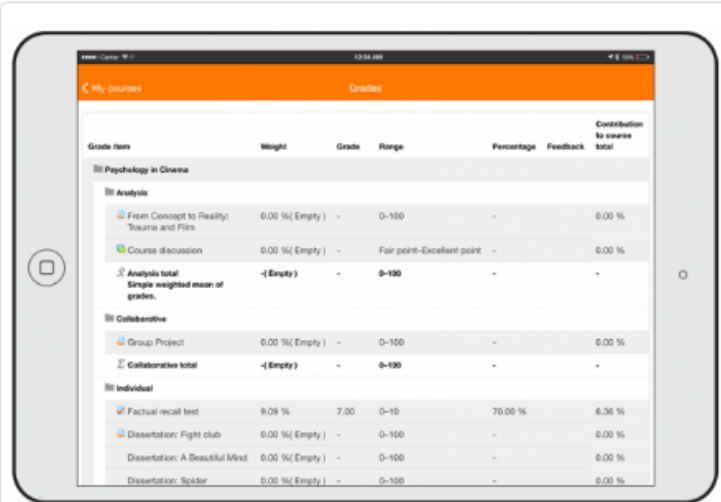 Carrier 12:34 AM
My courses Grades
Grade item Weight Grade Range Percentage Feedback Contribution to course total
Psychology in Cinema
Analysis
From Concept to Reality: Trauma and Film 0.00 %( Empty ) - 0–100 - 0.00 %
Course discussion 0.00 %( Empty ) - Fair point–Excellent point - 0.00 %
Analysis total -( Empty ) - 0–100 - -
Simple weighted mean of grades.
Collaborative
Group Project 0.00 %( Empty ) - 0–100 - 0.00 %
Collaborative total -( Empty ) - 0–100 - -
Individual
Factual recall test 9.09 % 7.00 0–10 70.00 % 6.36 %
Dissertation: Fight club 0.00 %( Empty ) - 0–100 - 0.00 %
Dissertation: A Beautiful Mind 0.00 %( Empty ) - 0–100 - 0.00 %
Dissertation: Spider 0.00 %( Empty ) - 0–100 - 0.00 %